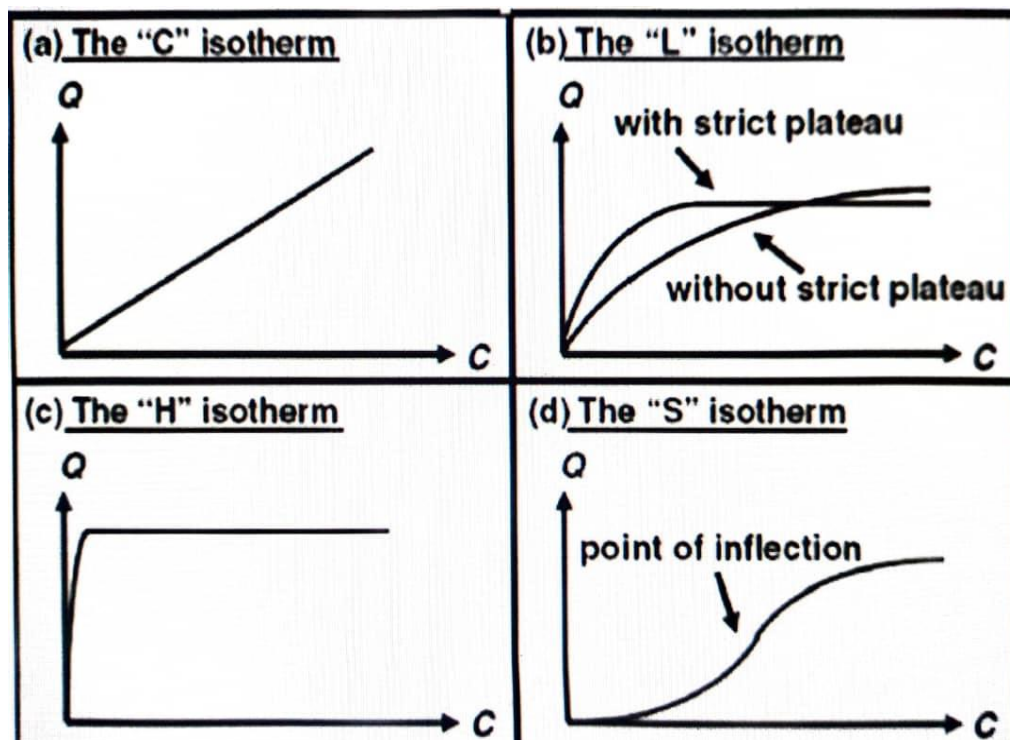 (a) The “C” isotherm
Q
C
(b) The “L” isotherm
Q
with strict plateau
without strict plateau
C
(c) The “H” isotherm
Q
C
(d) The “S” isotherm
Q
point of inflection
C